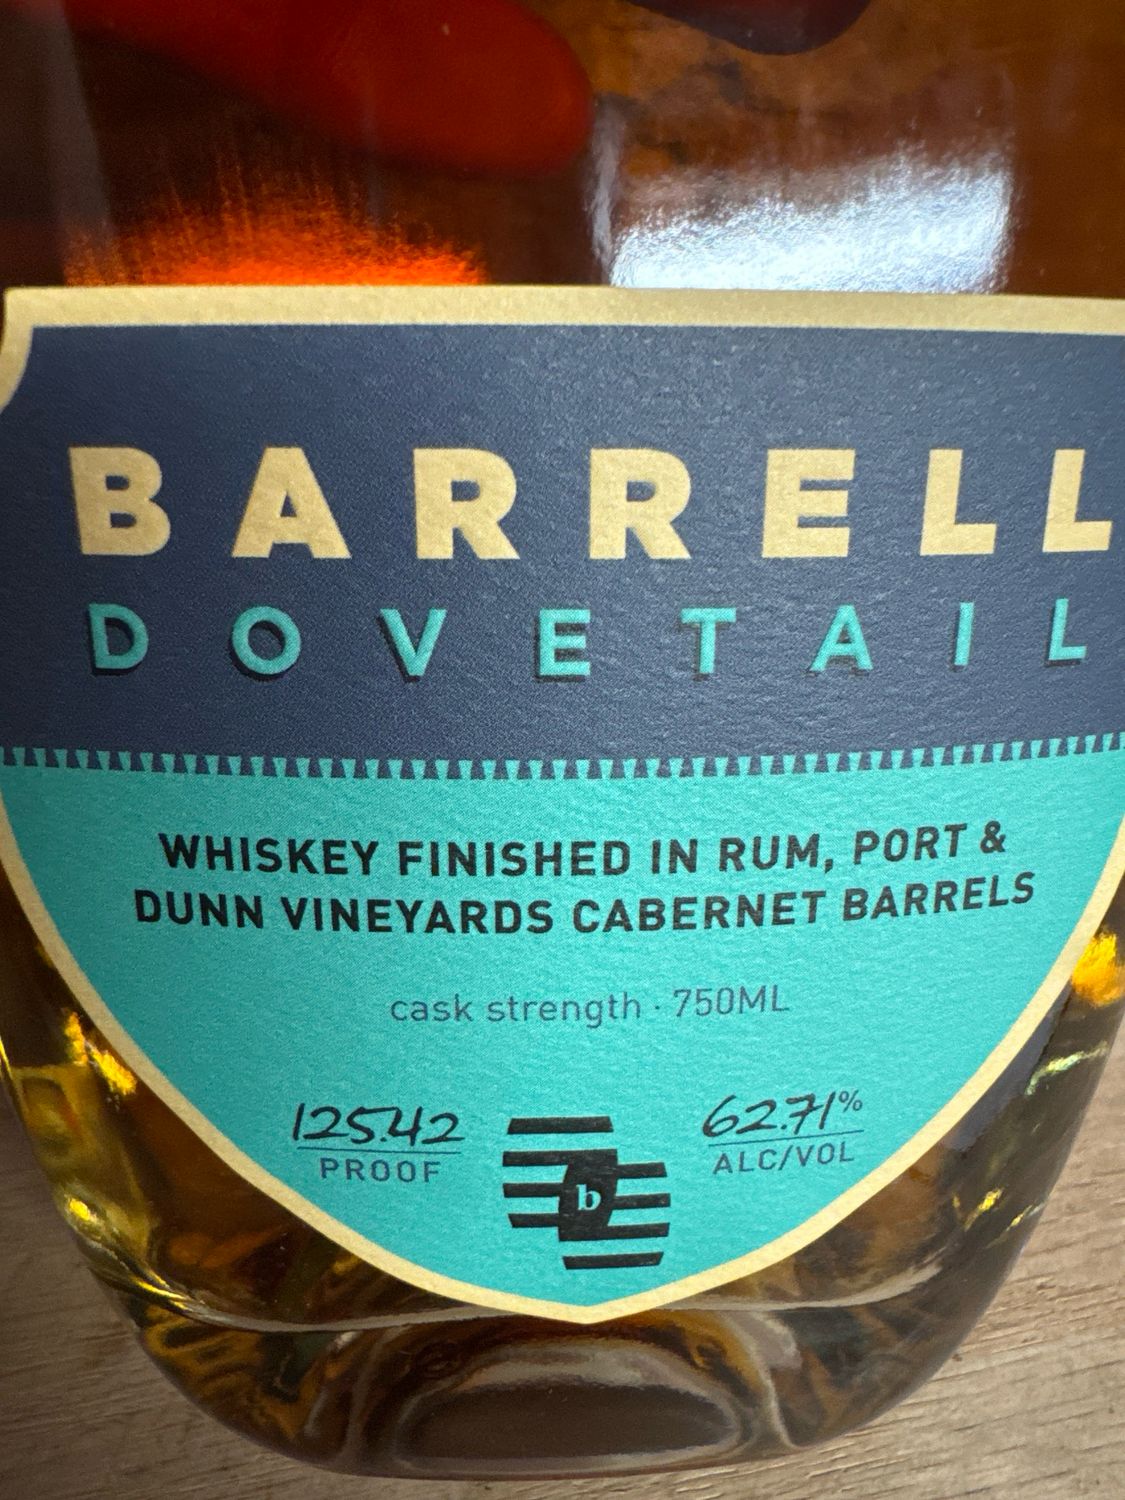 BARRELL
DOVETAIL
WHISKEY FINISHED IN RUM, PORT &
DUNN VINEYARDS CABERNET BARRELS
cask strength · 750ML
125.42
PROOF
b
62.71%
ALC/VOL